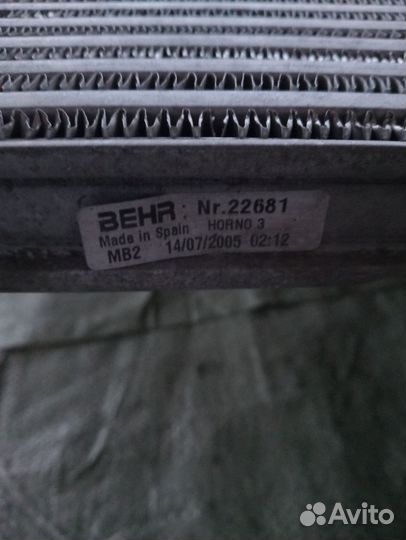 BEHR: Nr.22681
Made in Spain HORNO 3
MB2 14/07/2005 02:12
Avito